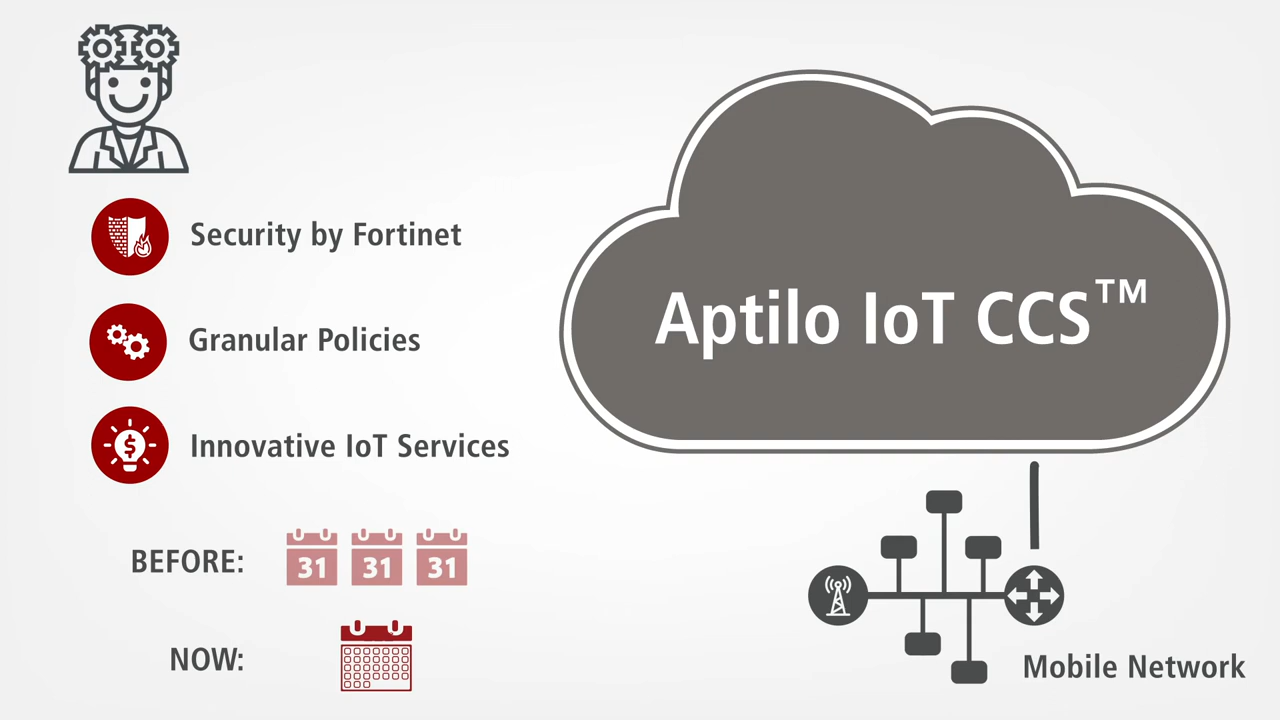 Security by Fortinet
Granular Policies
Innovative IoT Services
BEFORE:
31 31 31
NOW:
Aptilo IoT CCS™
Mobile Network